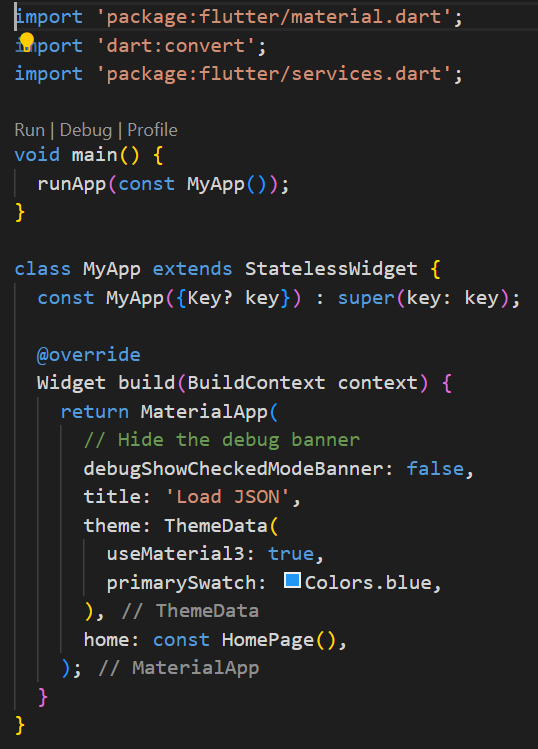 import 'package:flutter/material.dart';
import 'dart:convert';
import 'package:flutter/services.dart';
Run | Debug | Profile
void main() {
  runApp(const MyApp());
}
class MyApp extends StatelessWidget {
  const MyApp({Key? key}) : super(key: key);
  @override
  Widget build(BuildContext context) {
    return MaterialApp(
      // Hide the debug banner
      debugShowCheckedModeBanner: false,
      title: 'Load JSON',
      theme: ThemeData(
        useMaterial3: true,
        primarySwatch: Colors.blue,
      ), // ThemeData
      home: const HomePage(),
    ); // MaterialApp
  }
}